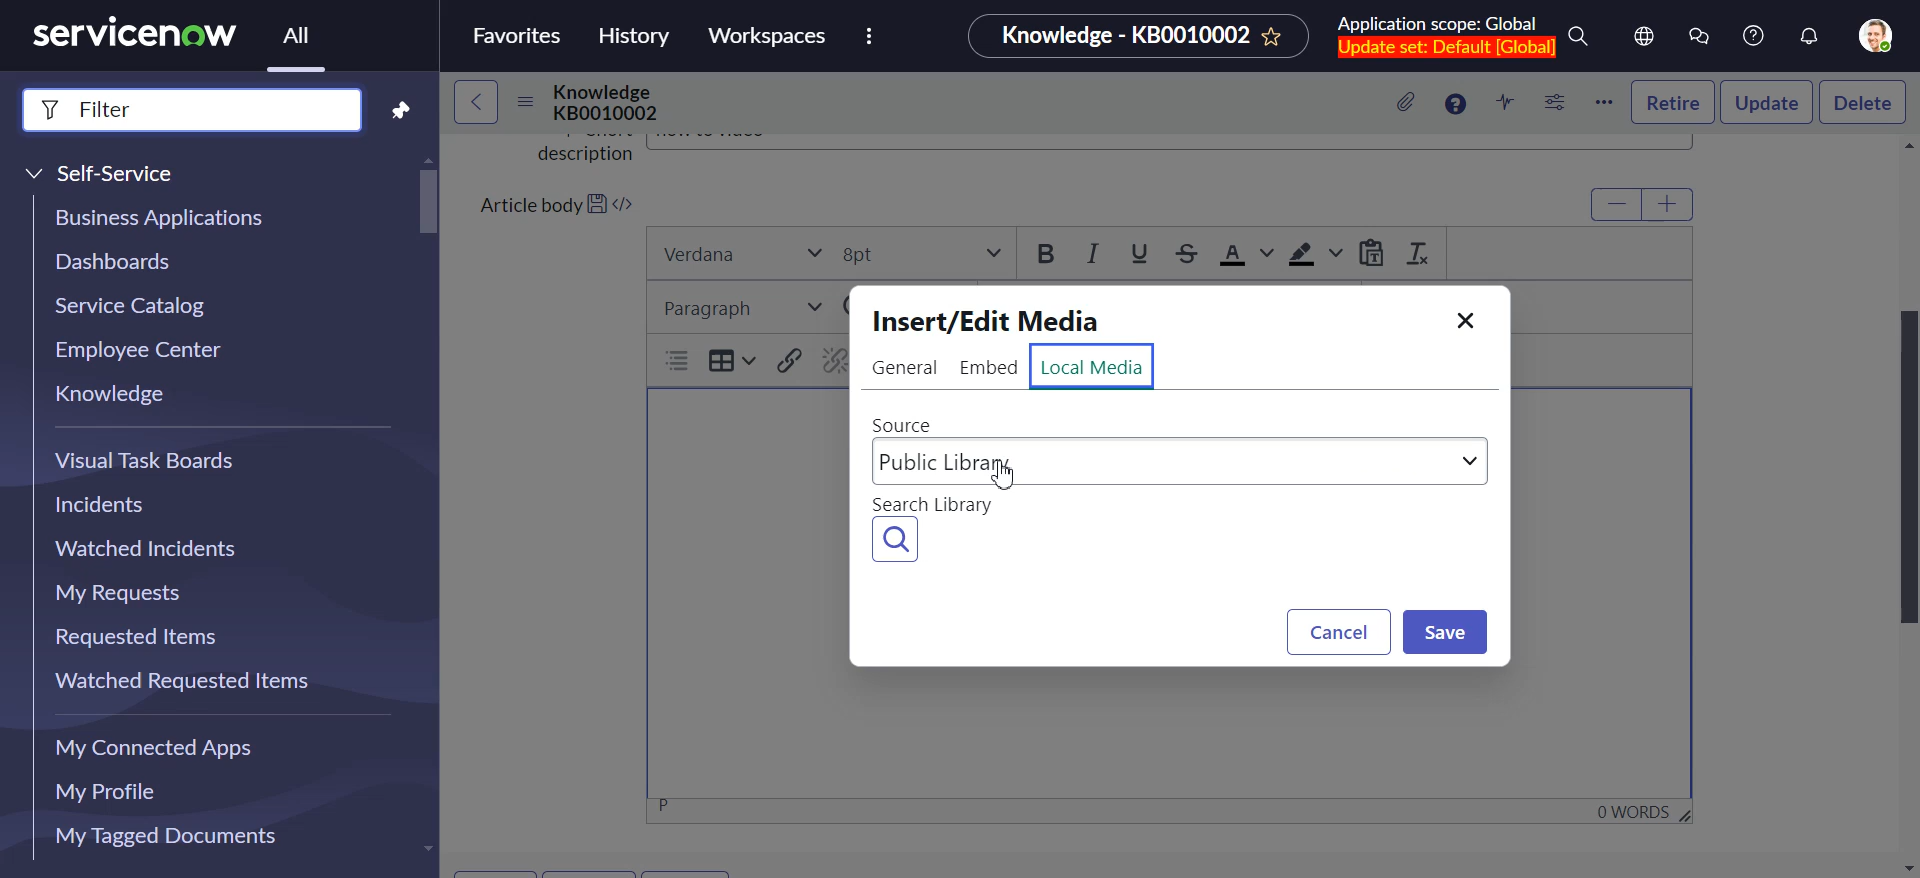 servicenow
All
Favorites
History
Workspaces
Knowledge - KB0010002
Application scope: Global
Update set: Default [Global]
Filter
Self-Service
Business Applications
Dashboards
Service Catalog
Employee Center
Knowledge
Visual Task Boards
Incidents
Watched Incidents
My Requests
Requested Items
Watched Requested Items
My Connected Apps
My Profile
My Tagged Documents
Knowledge
KB0010002
Retire
Update
Delete
description
Article body
Verdana
8pt
B I U S A
Paragraph
Insert/Edit Media
General
Embed
Local Media
Source
Public Library
Search Library
Cancel
Save
P
0 WORDS